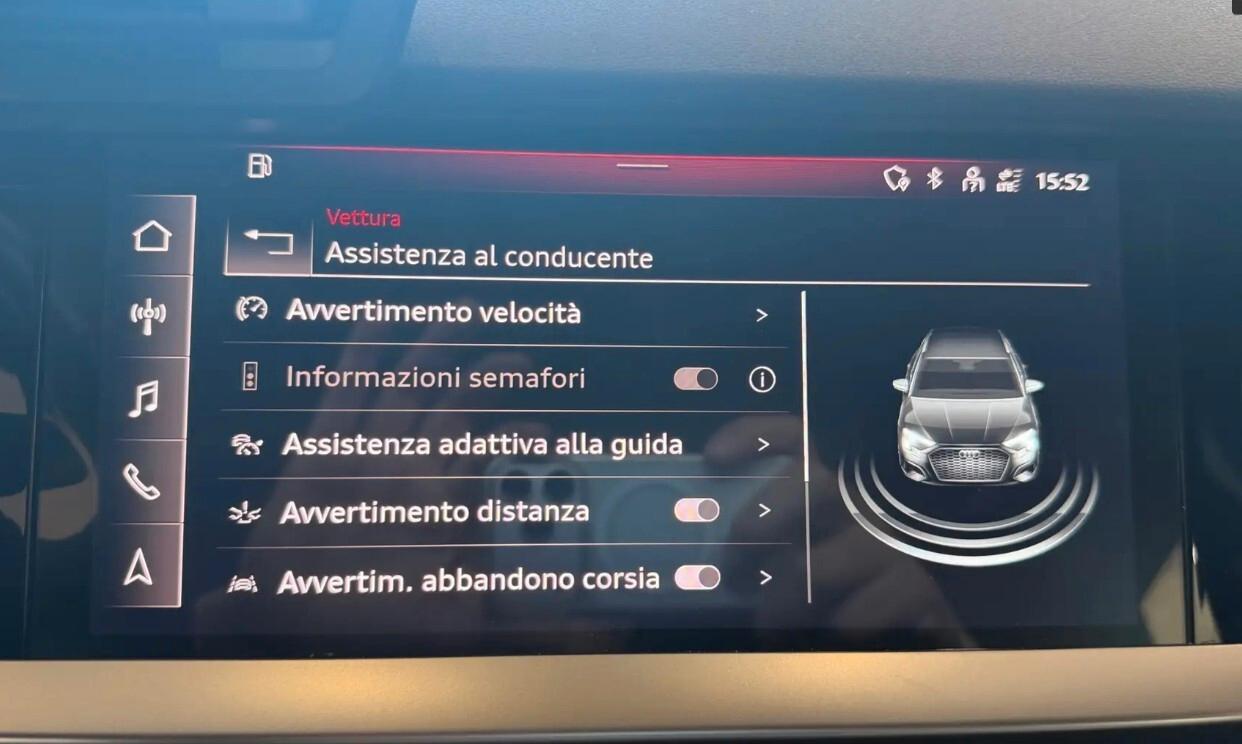 15:52
Vettura
Assistenza al conducente
Avvertimento velocità
Informazioni semafori
Assistenza adattiva alla guida
Avvertimento distanza
Avvertim. abbandono corsia